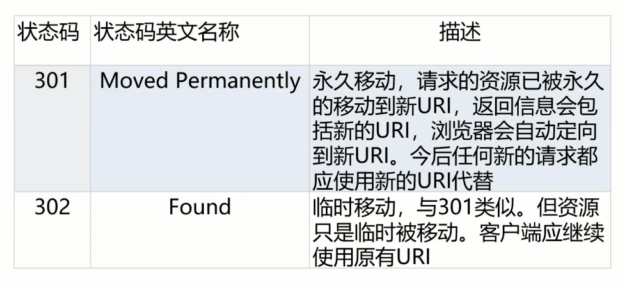 状态码 状态码英文名称 描述
301 Moved Permanently 永久移动，请求的资源已被永久
的移动到新URI，返回信息会包
括新的URI，浏览器会自动定向
到新URI。今后任何新的请求都
应使用新的URI代替
302 Found 临时移动，与301类似。但资源
只是临时被移动。客户端应继续
使用原有URI